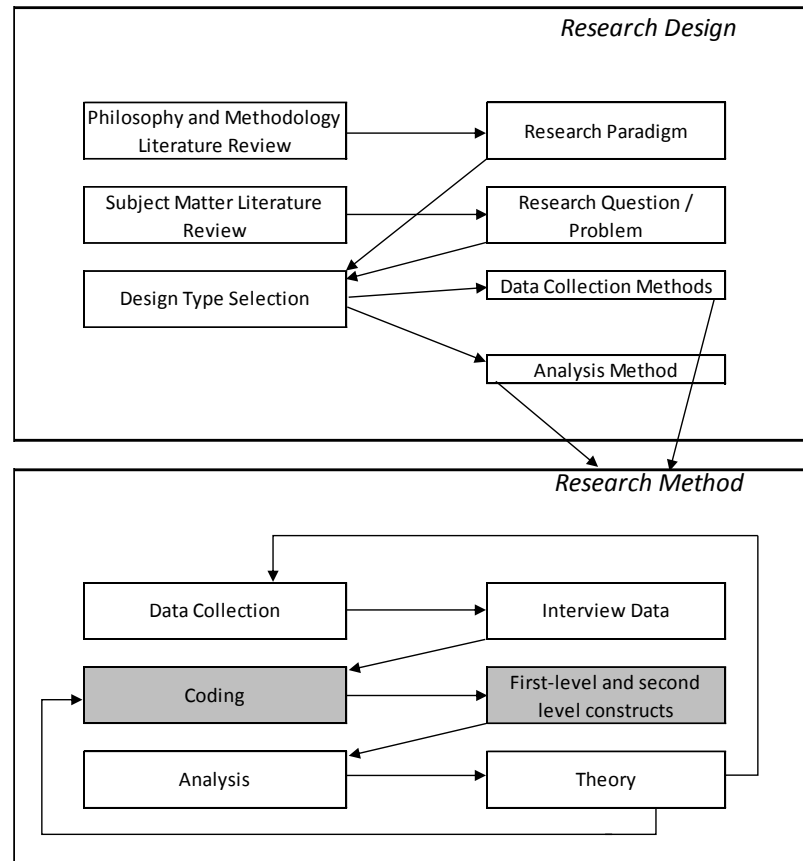 Research Design
Philosophy and Methodology
Literature Review
Research Paradigm
Subject Matter Literature
Review
Research Question /
Problem
Design Type Selection
Data Collection Methods
Analysis Method
Research Method
Data Collection
Interview Data
Coding
First-level and second
level constructs
Analysis
Theory